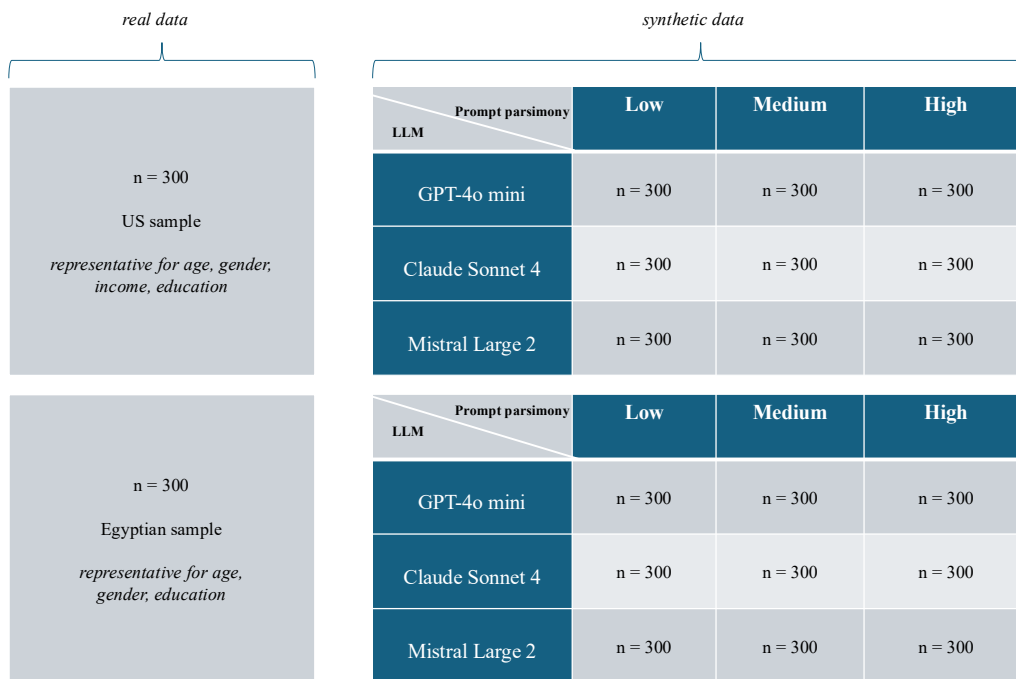 real data
synthetic data
n = 300
US sample
representative for age, gender,
income, education
Prompt parsimony
LLM
Low
Medium
High
GPT-4o mini
n = 300
n = 300
n = 300
Claude Sonnet 4
n = 300
n = 300
n = 300
Mistral Large 2
n = 300
n = 300
n = 300
n = 300
Egyptian sample
representative for age,
gender, education
Prompt parsimony
LLM
Low
Medium
High
GPT-4o mini
n = 300
n = 300
n = 300
Claude Sonnet 4
n = 300
n = 300
n = 300
Mistral Large 2
n = 300
n = 300
n = 300